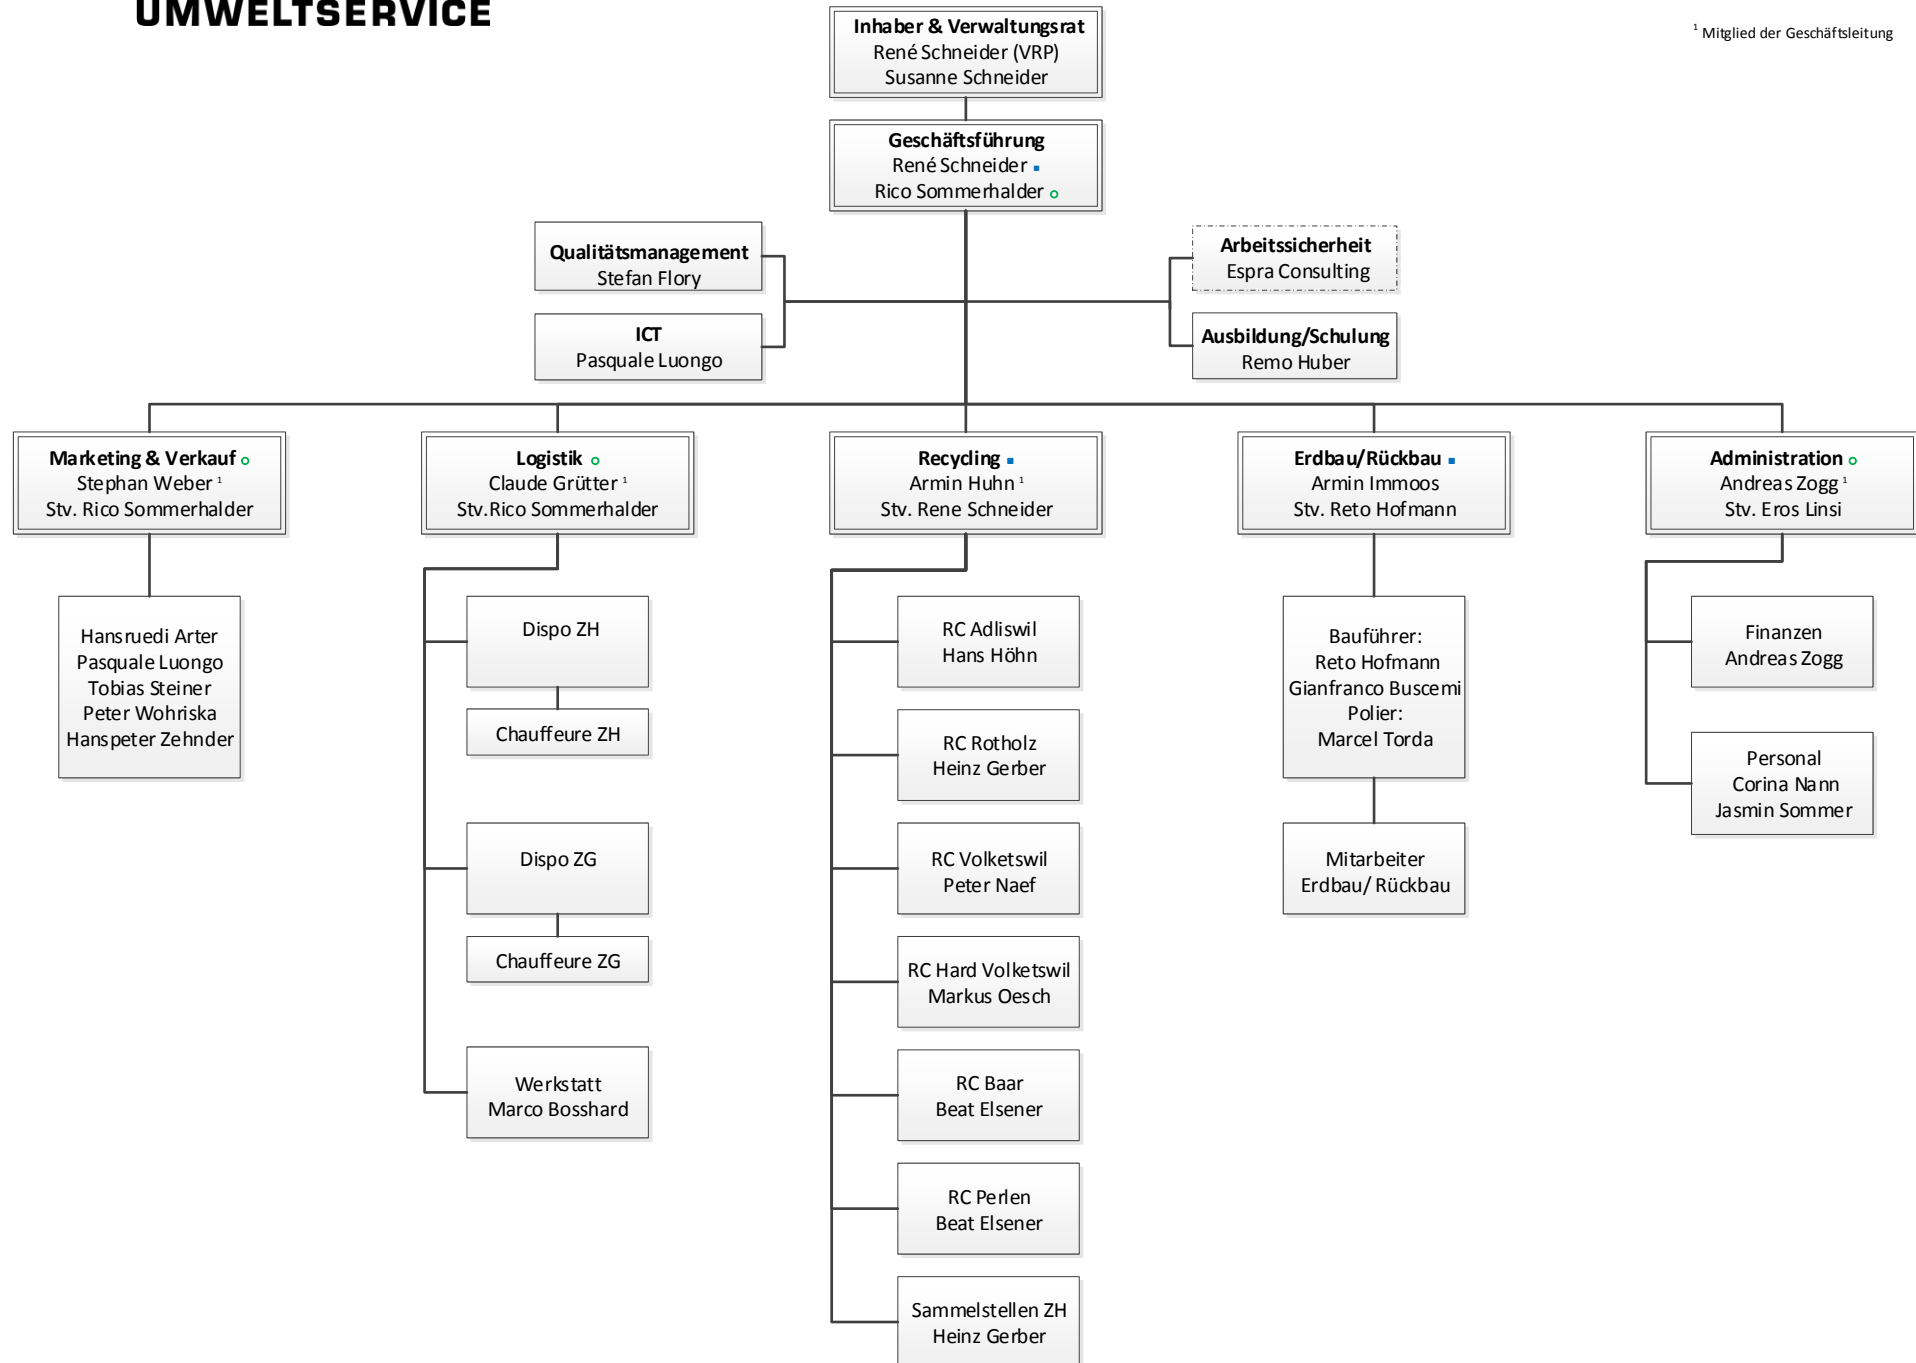 UMWELTSERVICE
¹ Mitglied der Geschäftsleitung
Inhaber & Verwaltungsrat
René Schneider (VRP)
Susanne Schneider
Geschäftsführung
René Schneider
Rico Sommerhalder
Qualitätsmanagement
Stefan Flory
ICT
Pasquale Luongo
Arbeitssicherheit
Espra Consulting
Ausbildung/Schulung
Remo Huber
Marketing & Verkauf
Stephan Weber ¹
Stv. Rico Sommerhalder
Hansruedi Arter
Pasquale Luongo
Tobias Steiner
Peter Wohriska
Hanspeter Zehnder
Logistik
Claude Grütter ¹
Stv.Rico Sommerhalder
Dispo ZH
Chauffeure ZH
Dispo ZG
Chauffeure ZG
Werkstatt
Marco Bosshard
Recycling
Armin Huhn ¹
Stv. Rene Schneider
RC Adliswil
Hans Höhn
RC Rotholz
Heinz Gerber
RC Volketswil
Peter Naef
RC Hard Volketswil
Markus Oesch
RC Baar
Beat Elsener
RC Perlen
Beat Elsener
Sammelstellen ZH
Heinz Gerber
Erdbau/Rückbau
Armin Immoos
Stv. Reto Hofmann
Bauführer:
Reto Hofmann
Gianfranco Buscemi
Polier:
Marcel Torda
Mitarbeiter
Erdbau/ Rückbau
Administration
Andreas Zogg ¹
Stv. Eros Linsi
Finanzen
Andreas Zogg
Personal
Corina Nann
Jasmin Sommer